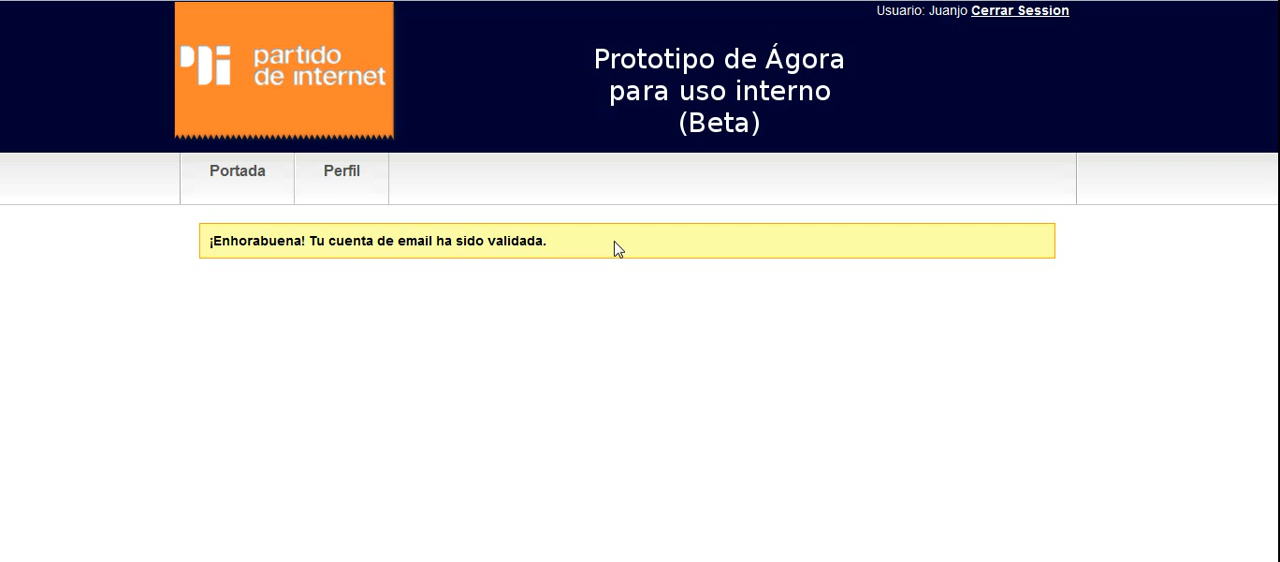 Usuario: Juanjo Cerrar Session
partido
de internet
Prototipo de Ágora
para uso interno
(Beta)
Portada
Perfil
¡Enhorabuena! Tu cuenta de email ha sido validada.